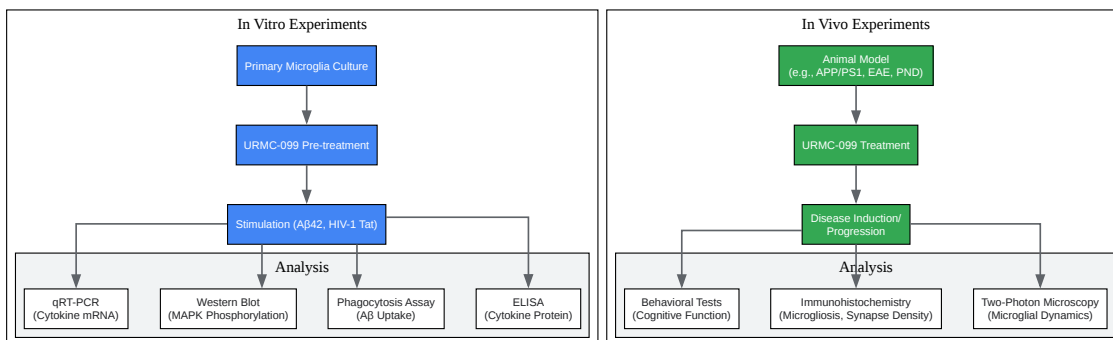 In Vitro Experiments
Primary Microglia Culture
URMC-099 Pre-treatment
Stimulation (Aβ42, HIV-1 Tat)
Analysis
qRT-PCR
(Cytokine mRNA)
Western Blot
(MAPK Phosphorylation)
Phagocytosis Assay
(Aβ Uptake)
ELISA
(Cytokine Protein)
In Vivo Experiments
Animal Model
(e.g., APP/PS1, EAE, PND)
URMC-099 Treatment
Disease Induction/
Progression
Analysis
Behavioral Tests
(Cognitive Function)
Immunohistochemistry
(Microgliosis, Synapse Density)
Two-Photon Microscopy
(Microglial Dynamics)